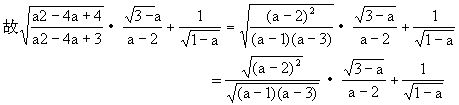 故√((a2−4a+4)/(a2−4a+3)) • (√3−a)/(a−2) + 1/√(1−a) = √((a−2)²/((a−1)(a−3))) • √(3−a)/(a−2) + 1/√(1−a)
= √((a−2)²)/√((a−1)(a−3)) • √(3−a)/(a−2) + 1/√(1−a)